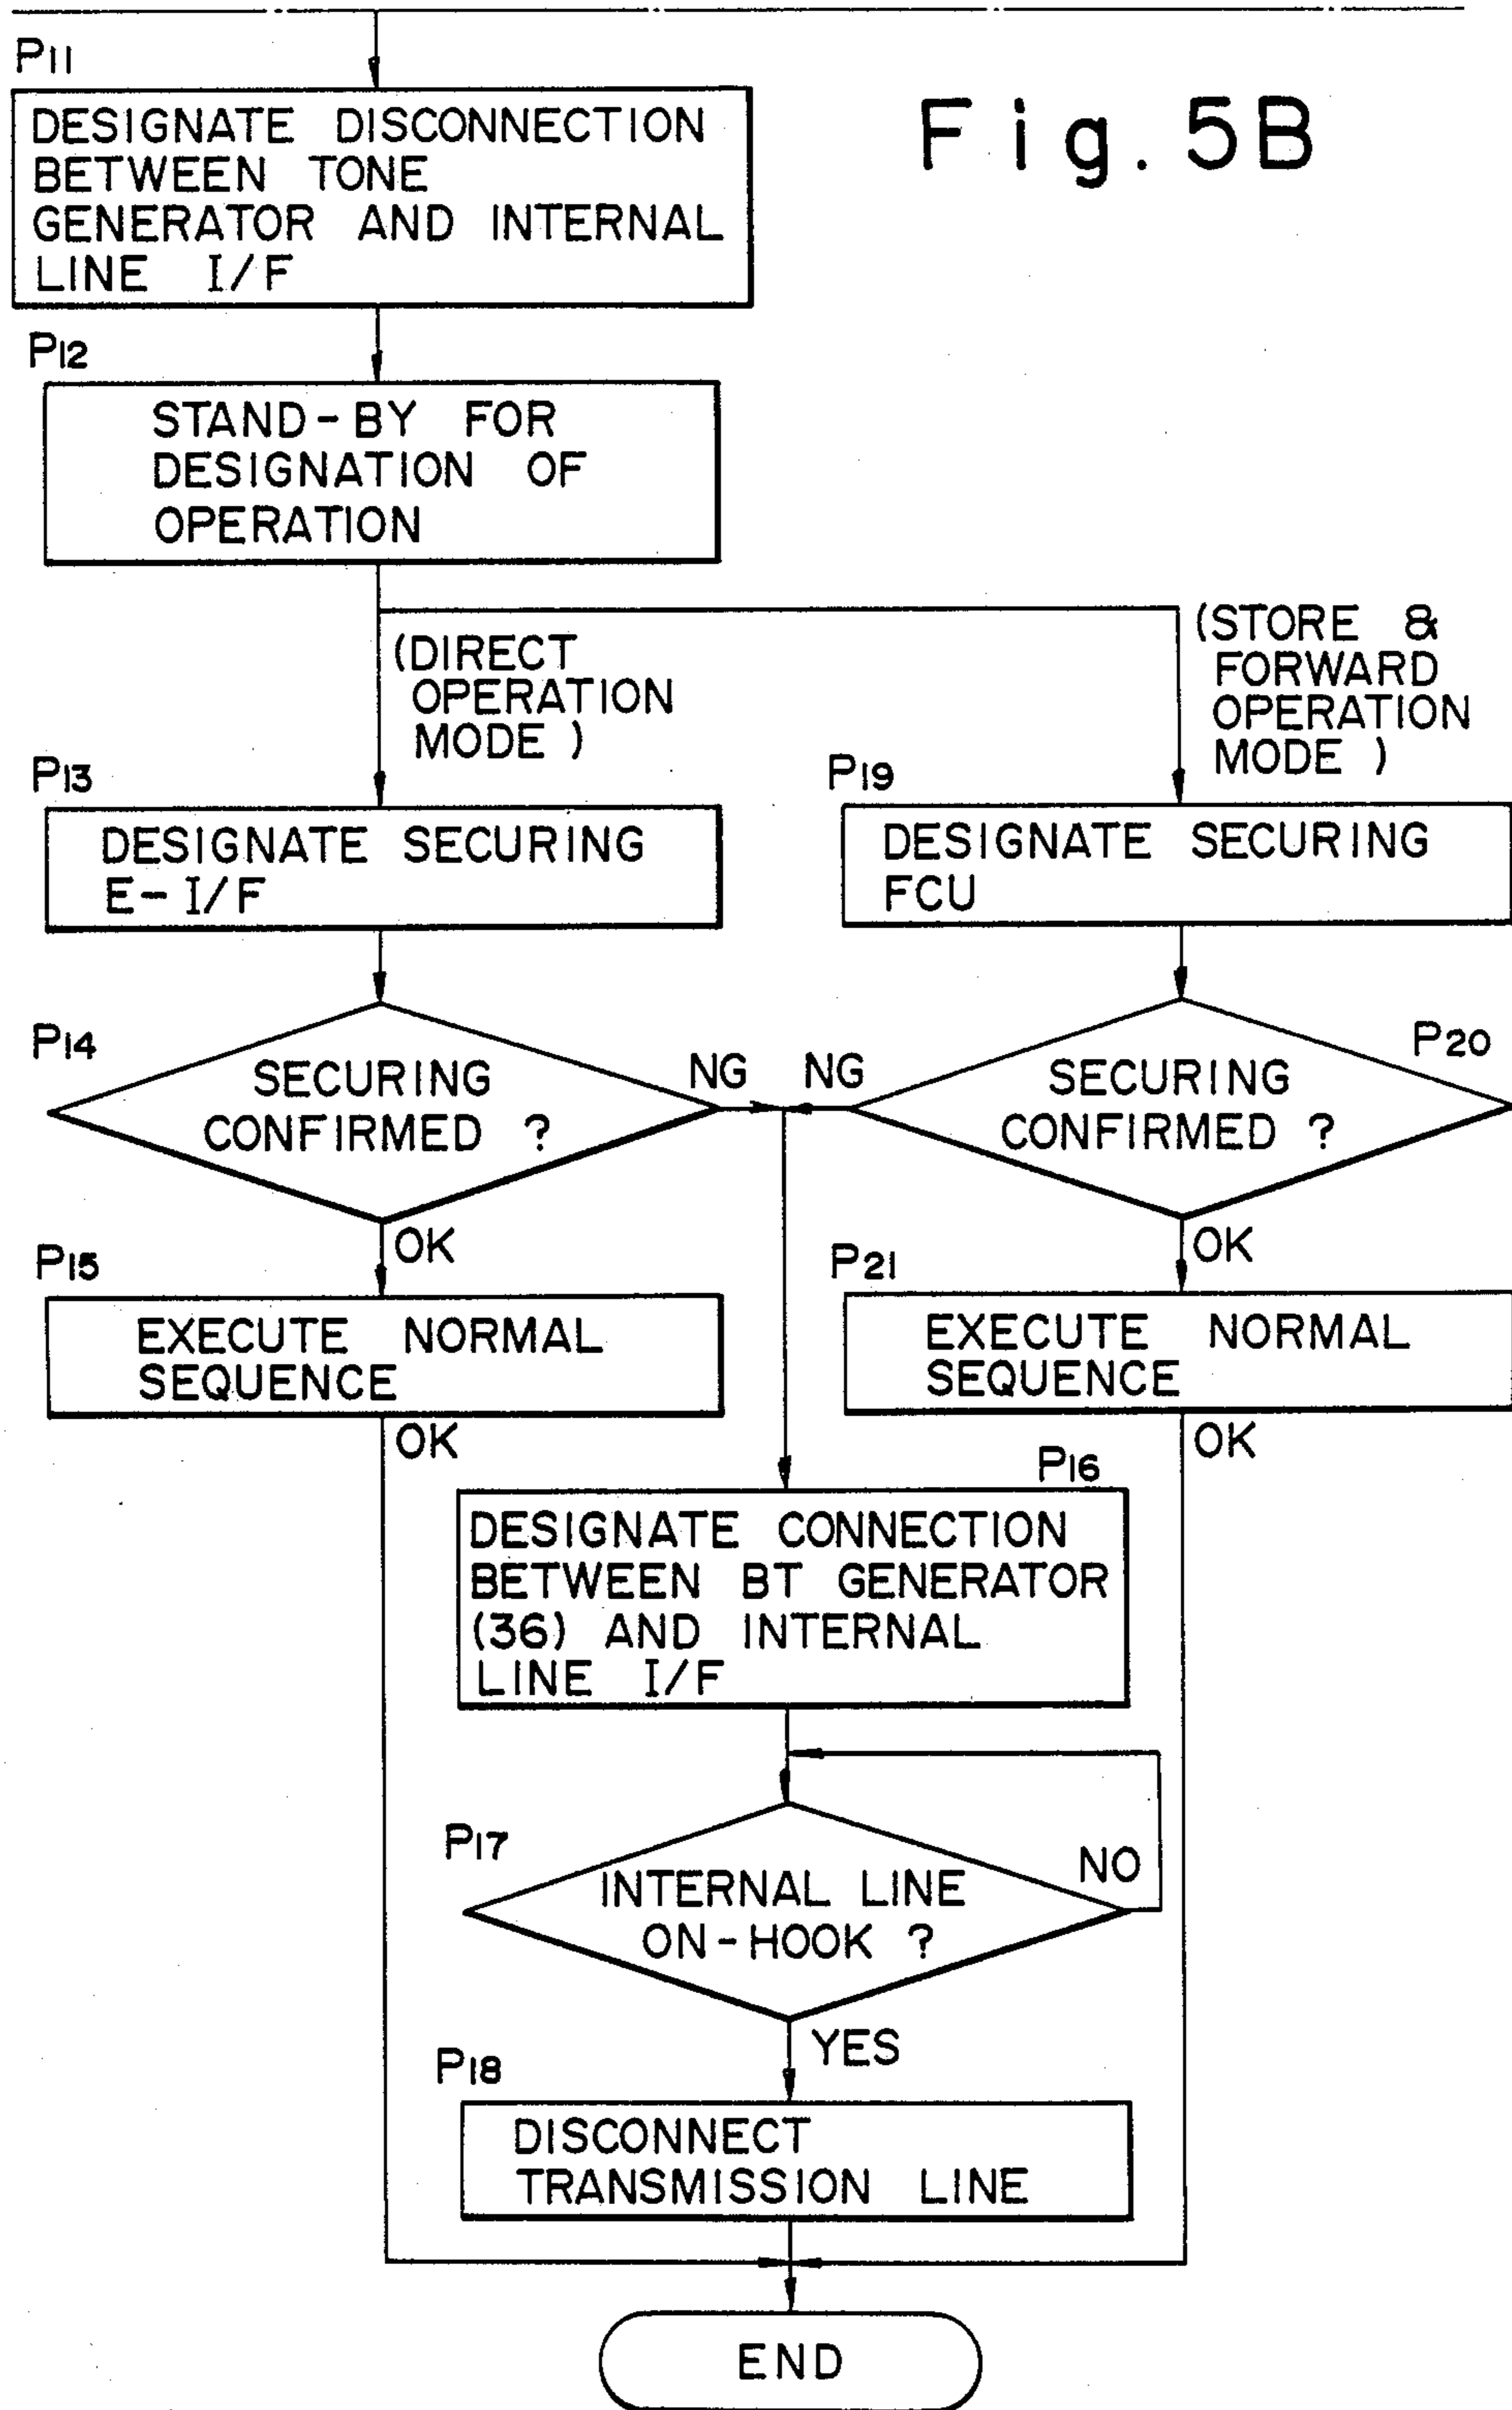 Fig. 5B
P11
DESIGNATE DISCONNECTION
BETWEEN TONE
GENERATOR AND INTERNAL
LINE I/F
P12
STAND-BY FOR
DESIGNATION OF
OPERATION
(DIRECT
OPERATION
MODE )
(STORE &
FORWARD
OPERATION
MODE )
P13
DESIGNATE SECURING
E-I/F
P19
DESIGNATE SECURING
FCU
P14
SECURING
CONFIRMED ?
NG
NG
P20
SECURING
CONFIRMED ?
OK
OK
P15
EXECUTE NORMAL
SEQUENCE
P21
EXECUTE NORMAL
SEQUENCE
OK
OK
P16
DESIGNATE CONNECTION
BETWEEN BT GENERATOR
(36) AND INTERNAL
LINE I/F
P17
INTERNAL LINE
ON-HOOK ?
NO
YES
P18
DISCONNECT
TRANSMISSION LINE
END